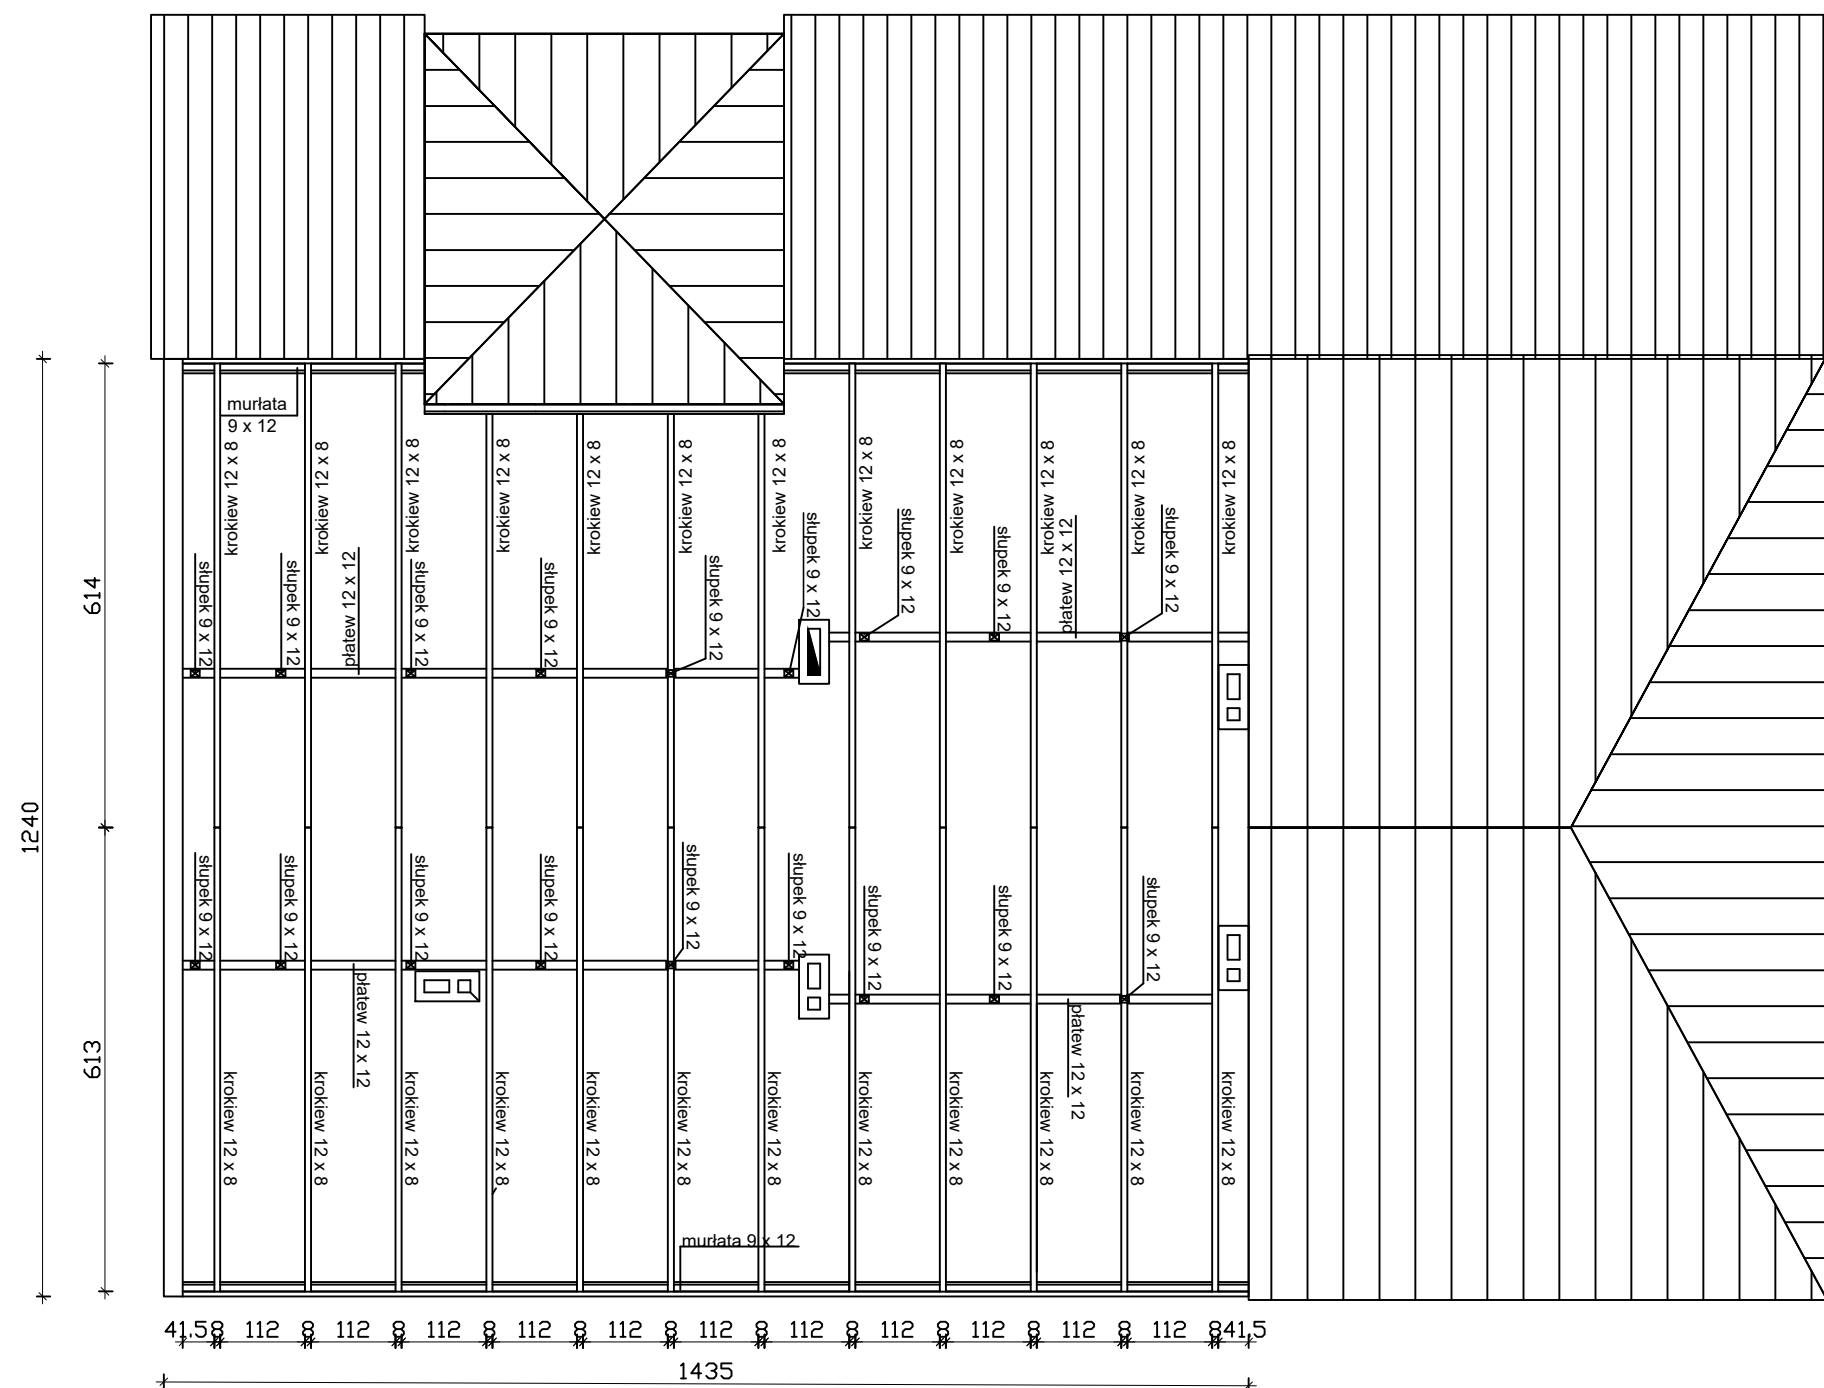 murłata
9 x 12
krokiew 12 x 8
krokiew 12 x 8
krokiew 12 x 8
krokiew 12 x 8
krokiew 12 x 8
krokiew 12 x 8
krokiew 12 x 8
krokiew 12 x 8
krokiew 12 x 8
krokiew 12 x 8
krokiew 12 x 8
krokiew 12 x 8
słupek 9 x 12
słupek 9 x 12
płatew 12 x 12
słupek 9 x 12
słupek 9 x 12
słupek 9 x 12
słupek 9 x 12
słupek 9 x 12
słupek 9 x 12
płatew 12 x 12
słupek 9 x 12
614
1240
613
słupek 9 x 12
słupek 9 x 12
słupek 9 x 12
słupek 9 x 12
słupek 9 x 12
słupek 9 x 12
słupek 9 x 12
słupek 9 x 12
słupek 9 x 12
płatew 12 x 12
płatew 12 x 12
krokiew 12 x 8
krokiew 12 x 8
krokiew 12 x 8
krokiew 12 x 8
krokiew 12 x 8
krokiew 12 x 8
krokiew 12 x 8
krokiew 12 x 8
krokiew 12 x 8
krokiew 12 x 8
krokiew 12 x 8
krokiew 12 x 8
murłata 9 x 12
41,5 8 112 8 112 8 112 8 112 8 112 8 112 8 112 8 112 8 112 8 112 8 112 8 41,5
1435